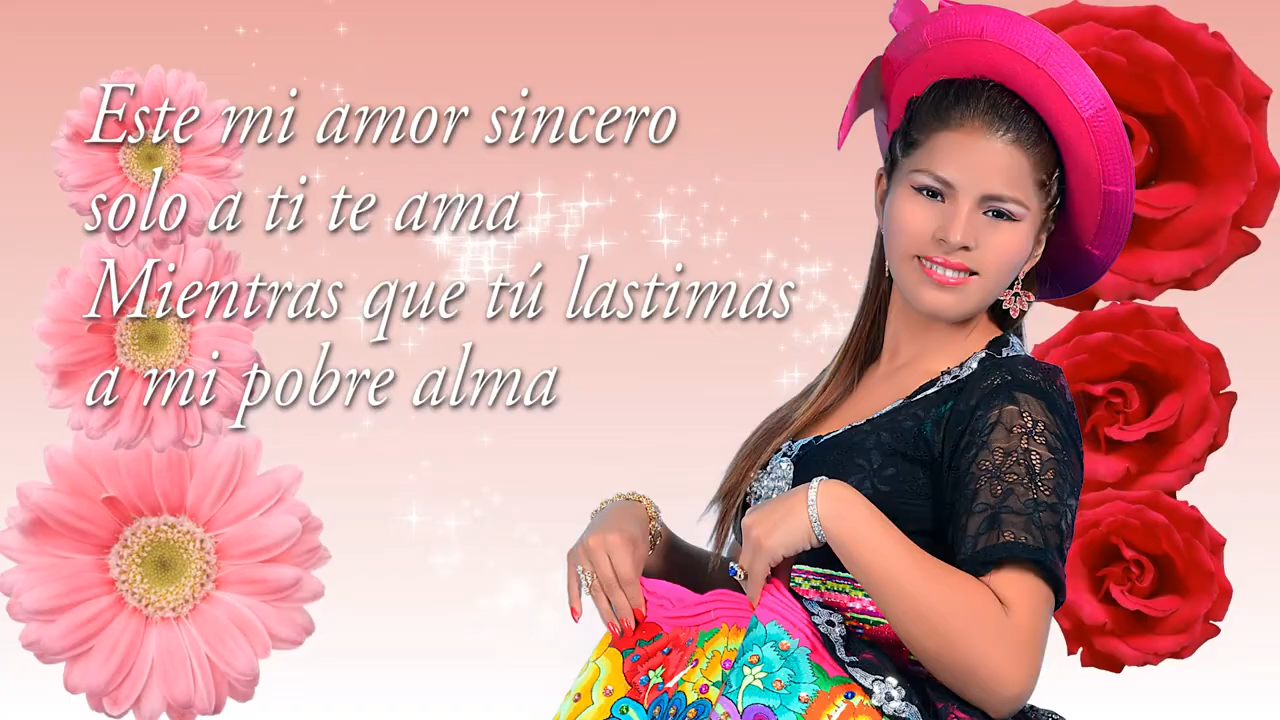 Este mi amor sincero
solo a ti te ama
Mientras que tú lastimas
a mi pobre alma